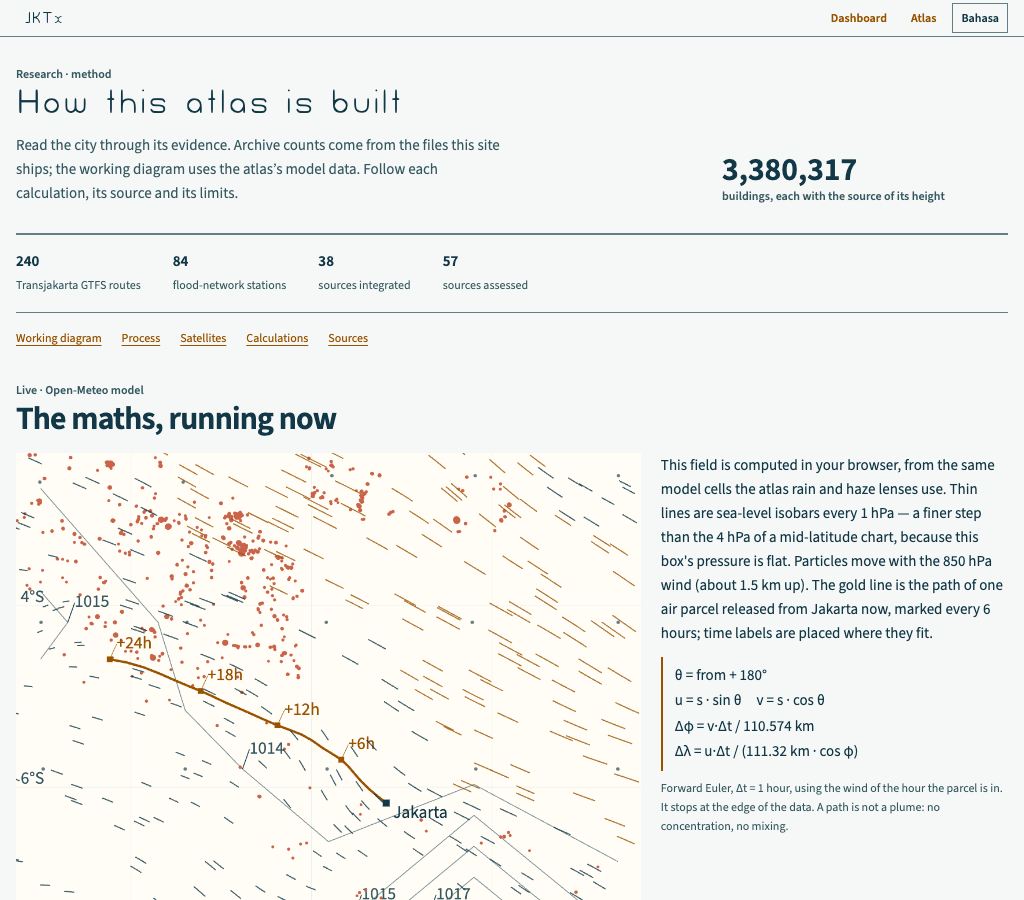 JKTx
Dashboard
Atlas
Bahasa
Research · method
How this atlas is built
Read the city through its evidence. Archive counts come from the files this site
ships; the working diagram uses the atlas’s model data. Follow each
calculation, its source and its limits.
3,380,317
buildings, each with the source of its height
240
Transjakarta GTFS routes
84
flood-network stations
38
sources integrated
57
sources assessed
Working diagram
Process
Satellites
Calculations
Sources
Live · Open-Meteo model
The maths, running now
4°S
1015
+24h
+18h
+12h
1014
+6h
6°S
Jakarta
1015
1017
This field is computed in your browser, from the same
model cells the atlas rain and haze lenses use. Thin
lines are sea-level isobars every 1 hPa — a finer step
than the 4 hPa of a mid-latitude chart, because this
box's pressure is flat. Particles move with the 850 hPa
wind (about 1.5 km up). The gold line is the path of one
air parcel released from Jakarta now, marked every 6
hours; time labels are placed where they fit.
θ = from + 180°
u = s · sin θ  v = s · cos θ
Δφ = v·Δt / 110.574 km
Δλ = u·Δt / (111.32 km · cos φ)
Forward Euler, Δt = 1 hour, using the wind of the hour the parcel is in.
It stops at the edge of the data. A path is not a plume: no
concentration, no mixing.